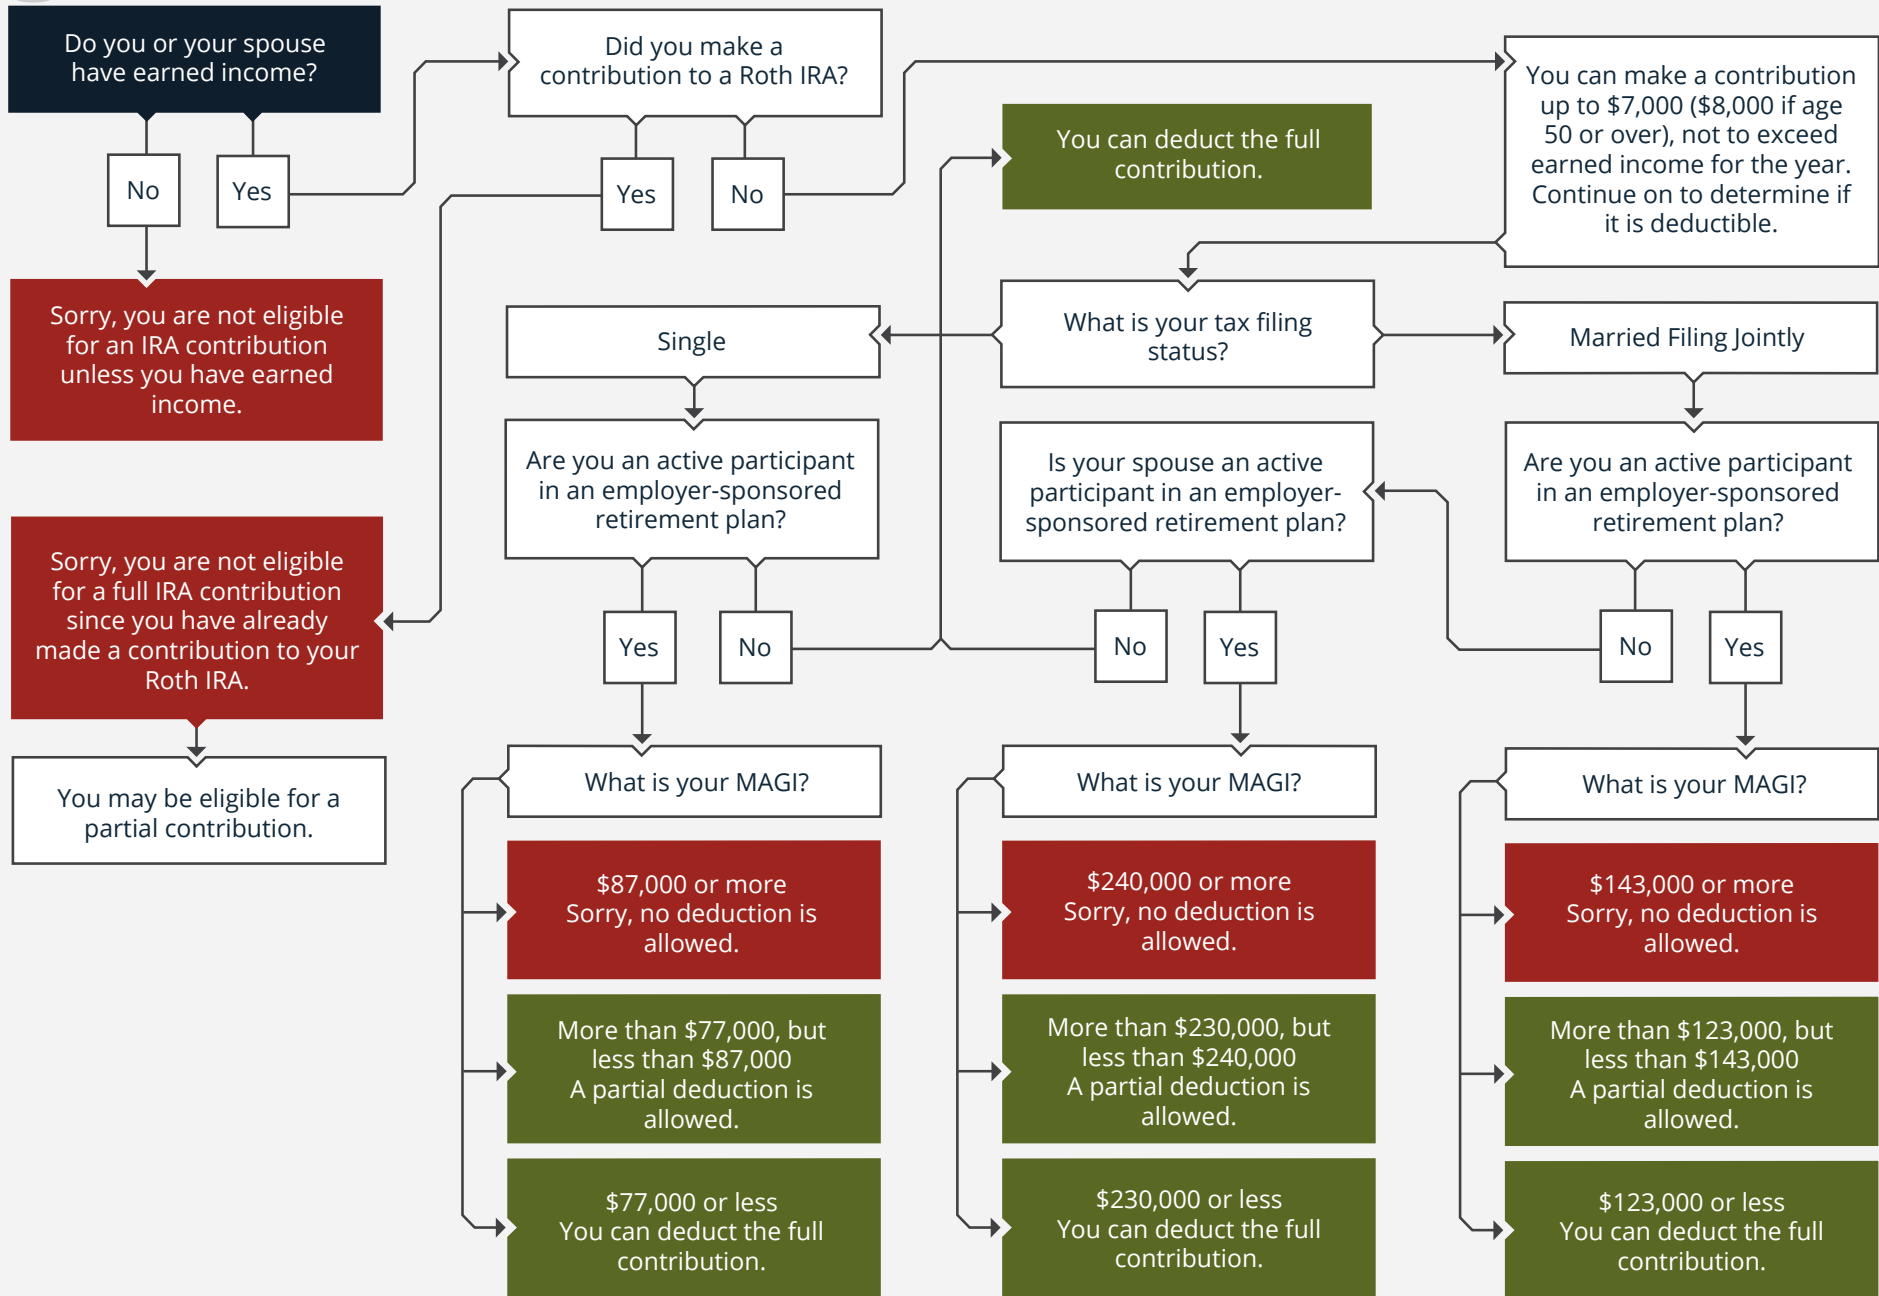 Do you or your spouse
have earned income?
No
Yes
Sorry, you are not eligible
for an IRA contribution
unless you have earned
income.
Did you make a
contribution to a Roth IRA?
Yes
No
Sorry, you are not eligible
for a full IRA contribution
since you have already
made a contribution to your
Roth IRA.
You may be eligible for a
partial contribution.
You can make a contribution
up to $7,000 ($8,000 if age
50 or over), not to exceed
earned income for the year.
Continue on to determine if
it is deductible.
You can deduct the full
contribution.
What is your tax filing
status?
Single
Married Filing Jointly
Are you an active participant
in an employer-sponsored
retirement plan?
Yes
No
Is your spouse an active
participant in an employer-
sponsored retirement plan?
No
Yes
Are you an active participant
in an employer-sponsored
retirement plan?
No
Yes
What is your MAGI?
$87,000 or more
Sorry, no deduction is
allowed.
More than $77,000, but
less than $87,000
A partial deduction is
allowed.
$77,000 or less
You can deduct the full
contribution.
What is your MAGI?
$240,000 or more
Sorry, no deduction is
allowed.
More than $230,000, but
less than $240,000
A partial deduction is
allowed.
$230,000 or less
You can deduct the full
contribution.
What is your MAGI?
$143,000 or more
Sorry, no deduction is
allowed.
More than $123,000, but
less than $143,000
A partial deduction is
allowed.
$123,000 or less
You can deduct the full
contribution.